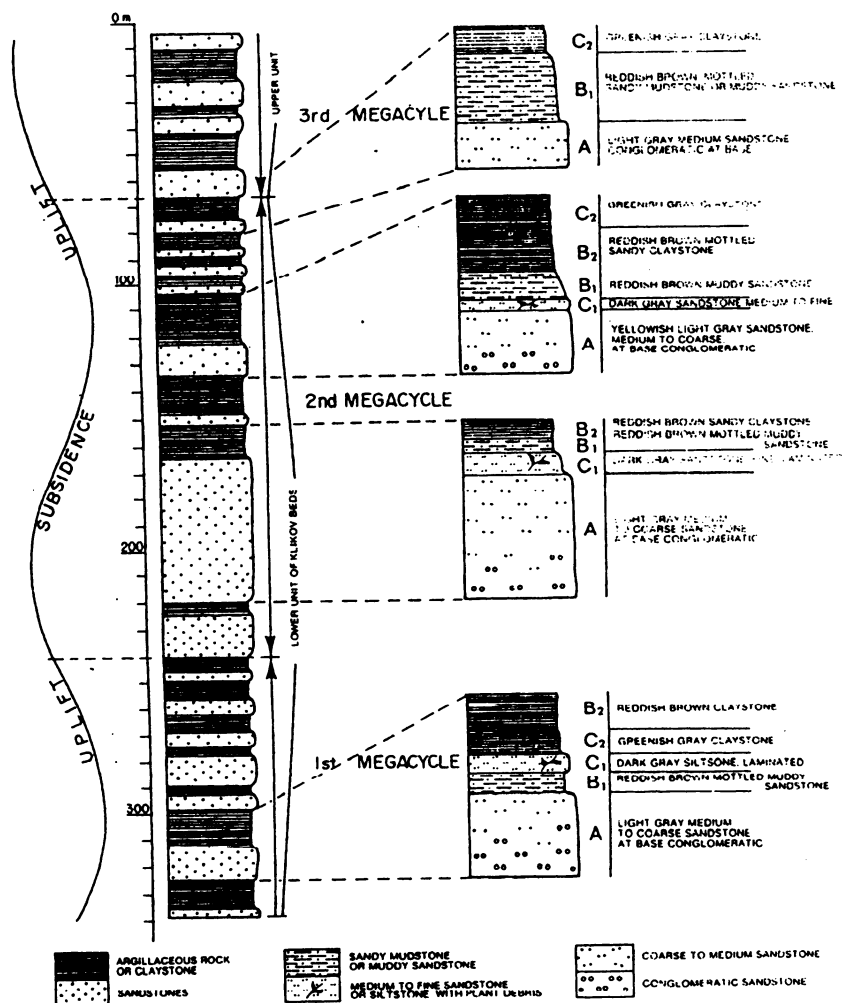 0 m
100
200
300
UPLIFT
SUBSIDENCE
UPLIFT
UPPER UNIT
LOWER UNIT OF KLIKOV BEDS
3rd MEGACYLE
2nd MEGACYCLE
1st MEGACYCLE
C2 GREENISH GRAY CLAYSTONE
B1 REDDISH BROWN MOTTLED
SANDY MUDSTONE OR MUDDY SANDSTONE
A LIGHT GRAY MEDIUM SANDSTONE
CONGLOMERATIC AT BASE
C2 GREENISH GRAY CLAYSTONE
B2 REDDISH BROWN MOTTLED
SANDY CLAYSTONE
B1 REDDISH BROWN MUDDY SANDSTONE
C1 DARK GRAY SANDSTONE MEDIUM TO FINE
A YELLOWISH LIGHT GRAY SANDSTONE,
MEDIUM TO COARSE,
AT BASE CONGLOMERATIC
B2 REDDISH BROWN SANDY CLAYSTONE
B1 REDDISH BROWN MOTTLED MUDDY
SANDSTONE
C1 DARK GRAY SANDSTONE
A LIGHT GRAY MEDIUM
TO COARSE SANDSTONE
AT BASE CONGLOMERATIC
B2 REDDISH BROWN CLAYSTONE
C2 GREENISH GRAY CLAYSTONE
C1 DARK GRAY SILTSONE, LAMINATED
B1 REDDISH BROWN MOTTLED MUDDY
SANDSTONE
A LIGHT GRAY MEDIUM
TO COARSE SANDSTONE
AT BASE CONGLOMERATIC
ARGILLACEOUS ROCK
OR CLAYSTONE
SANDSTONES
SANDY MUDSTONE
OR MUDDY SANDSTONE
MEDIUM TO FINE SANDSTONE
OR SILTSTONE WITH PLANT DEBRIS
COARSE TO MEDIUM SANDSTONE
CONGLOMERATIC SANDSTONE